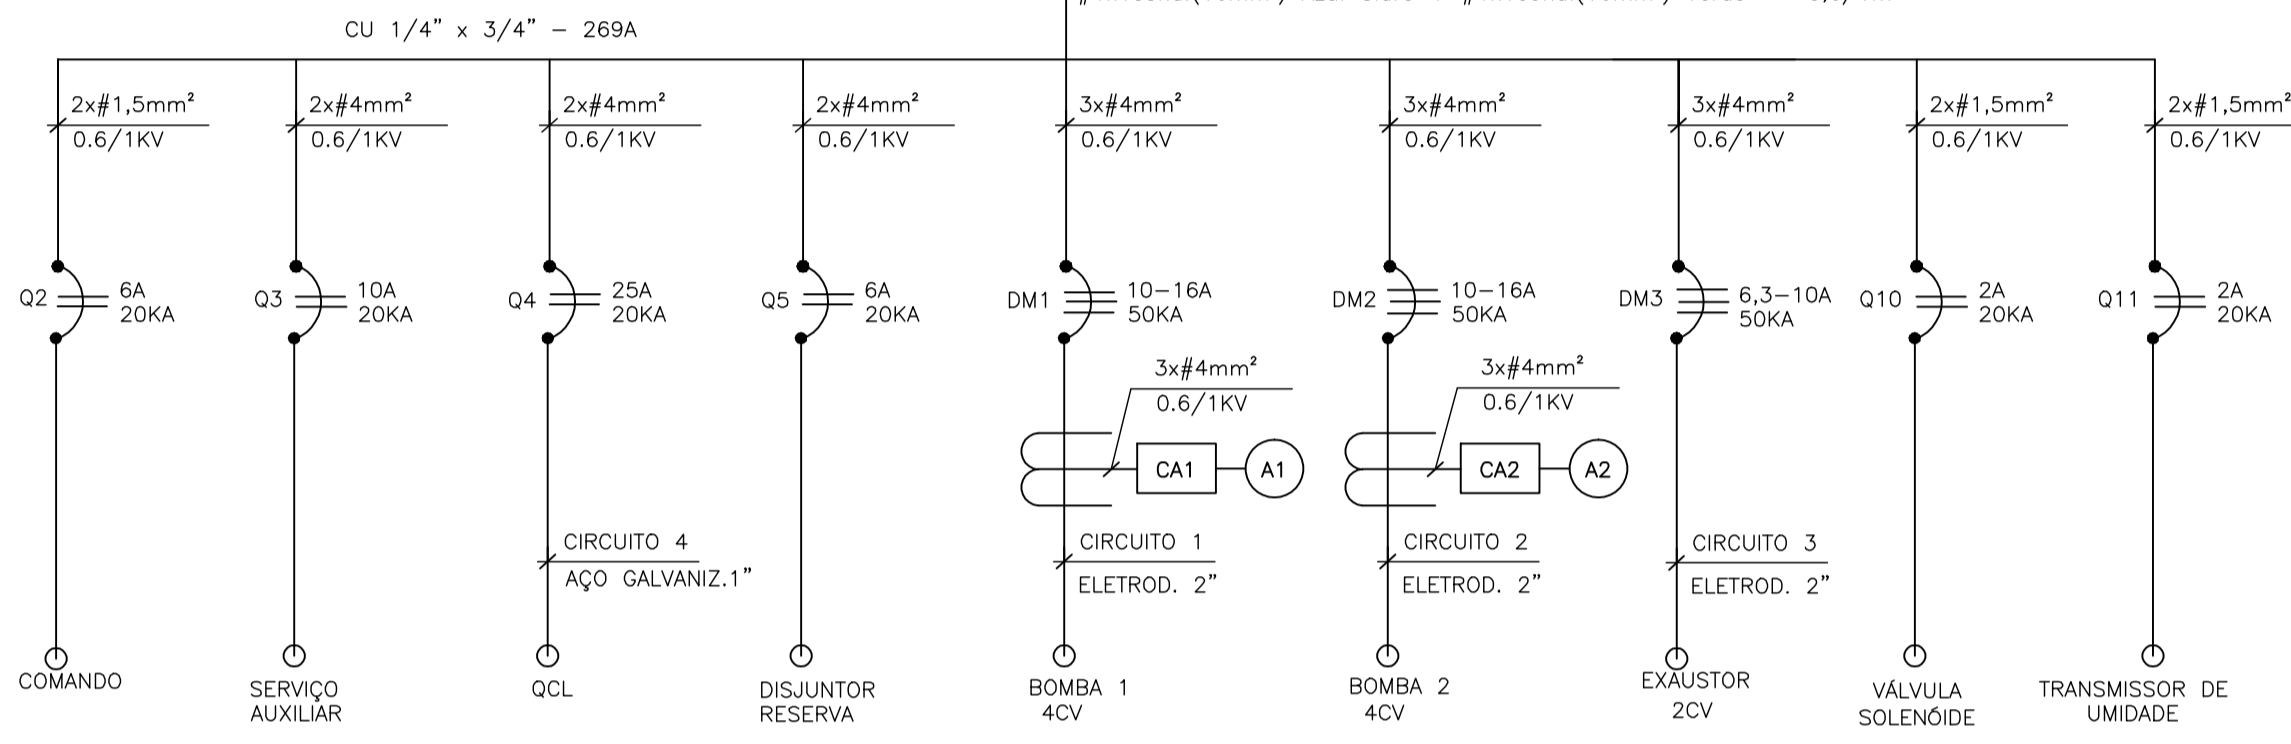 CU 1/4” x 3/4” – 269A
2x#1,5mm²
0.6/1KV
2x#4mm²
0.6/1KV
2x#4mm²
0.6/1KV
2x#4mm²
0.6/1KV
3x#4mm²
0.6/1KV
3x#4mm²
0.6/1KV
3x#4mm²
0.6/1KV
2x#1,5mm²
0.6/1KV
2x#1,5mm²
0.6/1KV
Q2
6A
20KA
Q3
10A
20KA
Q4
25A
20KA
Q5
6A
20KA
DM1
10–16A
50KA
DM2
10–16A
50KA
DM3
6,3–10A
50KA
Q10
2A
20KA
Q11
2A
20KA
3x#4mm²
0.6/1KV
CA1
A1
3x#4mm²
0.6/1KV
CA2
A2
CIRCUITO 4
AÇO GALVANIZ.1”
CIRCUITO 1
ELETROD. 2”
CIRCUITO 2
ELETROD. 2”
CIRCUITO 3
ELETROD. 2”
COMANDO
SERVIÇO
AUXILIAR
QCL
DISJUNTOR
RESERVA
BOMBA 1
4CV
BOMBA 2
4CV
EXAUSTOR
2CV
VÁLVULA
SOLENÓIDE
TRANSMISSOR DE
UMIDADE